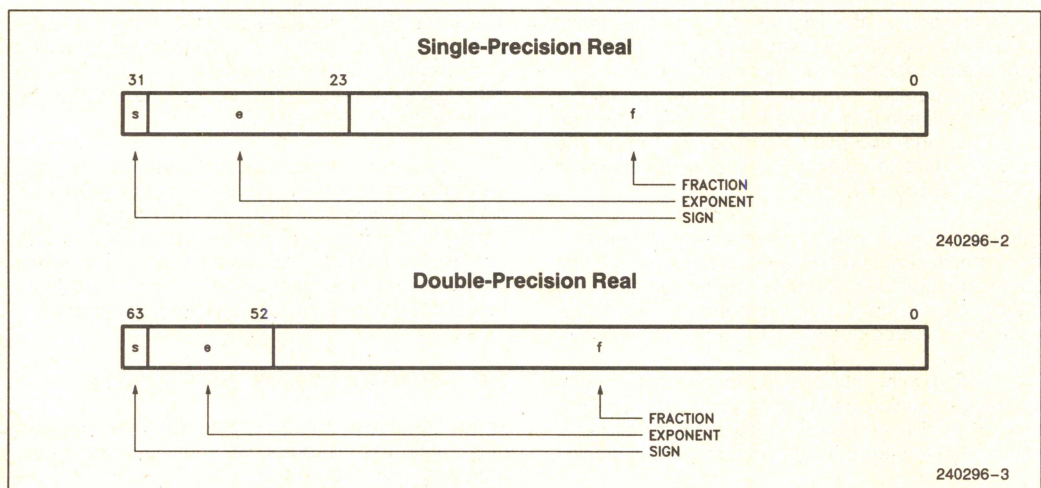 Single-Precision Real
31 23 0
s e f
FRACTION
EXPONENT
SIGN
240296–2
Double-Precision Real
63 52 0
s e f
FRACTION
EXPONENT
SIGN
240296–3